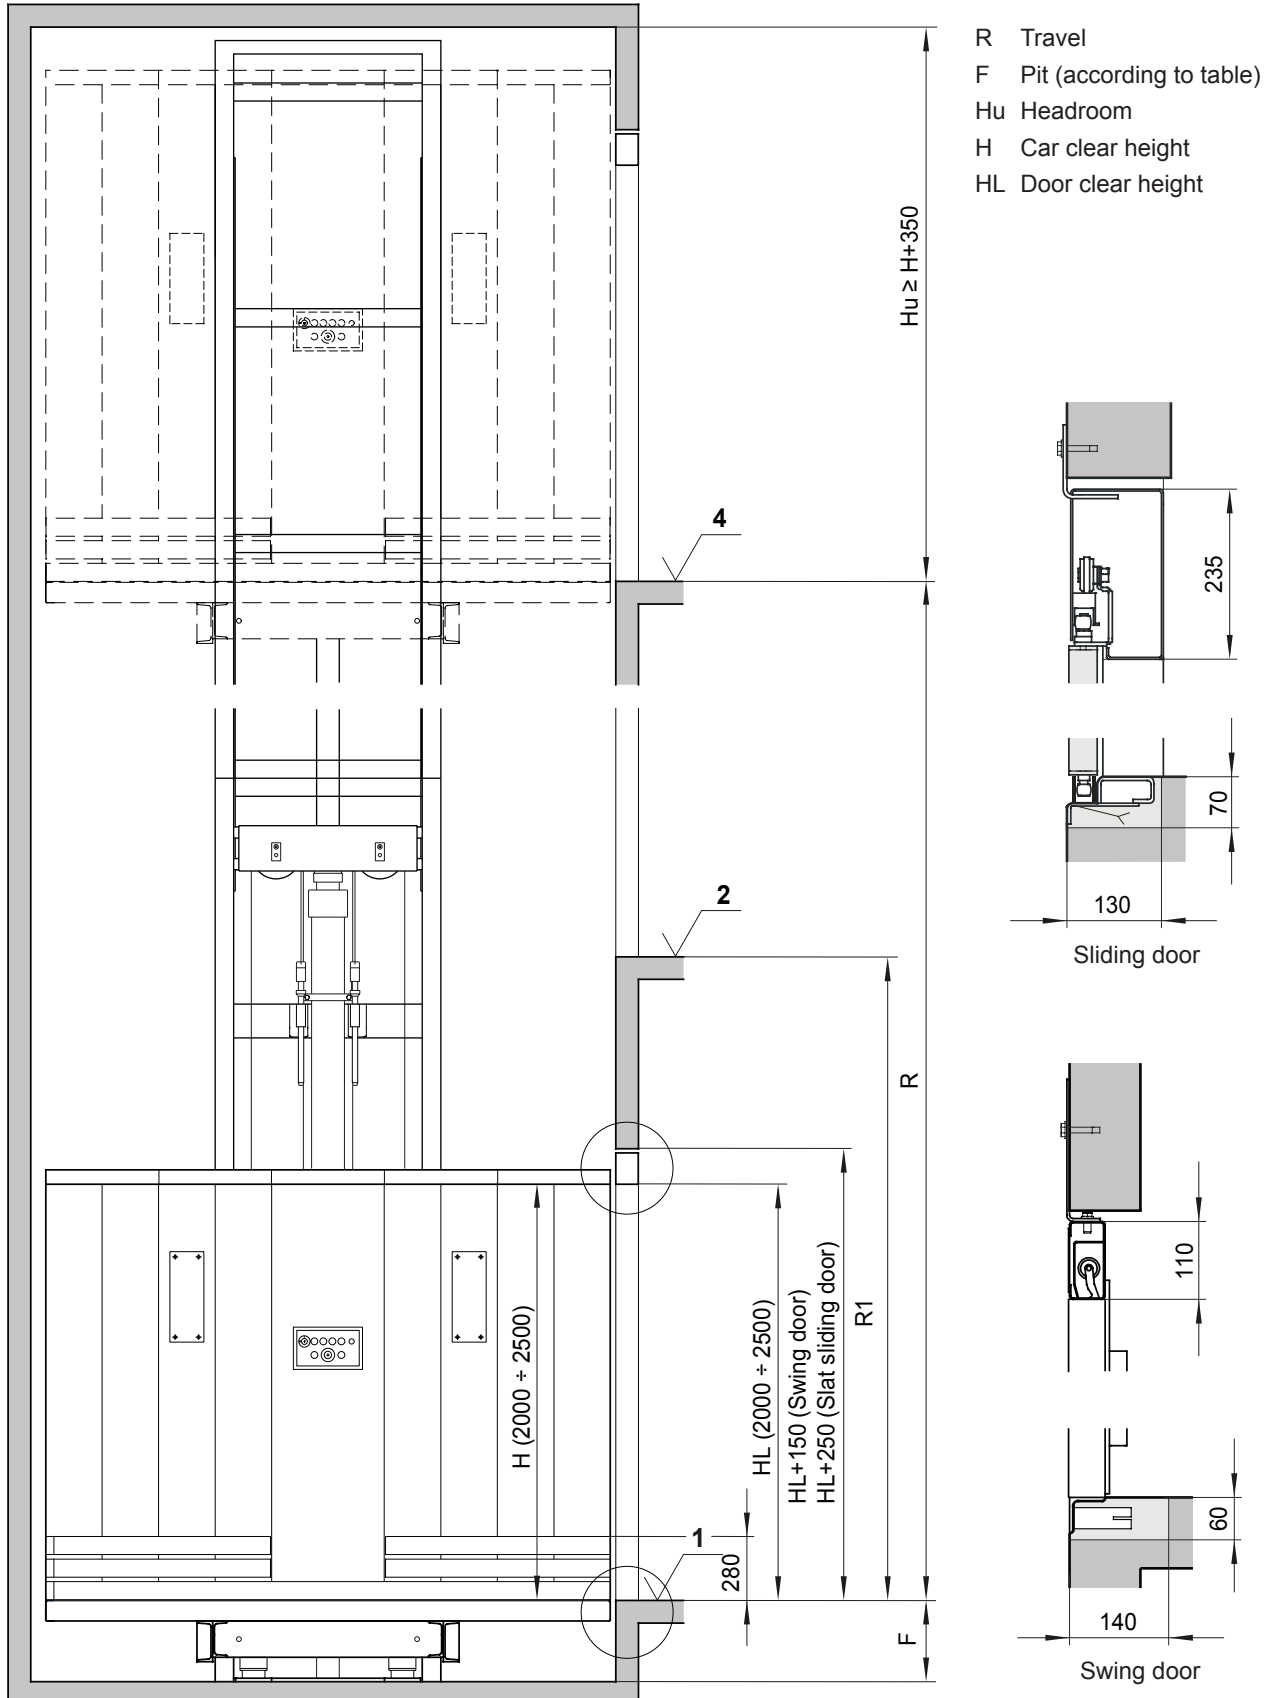 R Travel
F Pit (according to table)
Hu Headroom
H Car clear height
HL Door clear height
Hu ≥ H+350
4
235
70
130
Sliding door
2
R
110
H (2000 ÷ 2500)
HL (2000 ÷ 2500)
HL+150 (Swing door)
HL+250 (Slat sliding door)
R1
1
280
60
F
140
Swing door